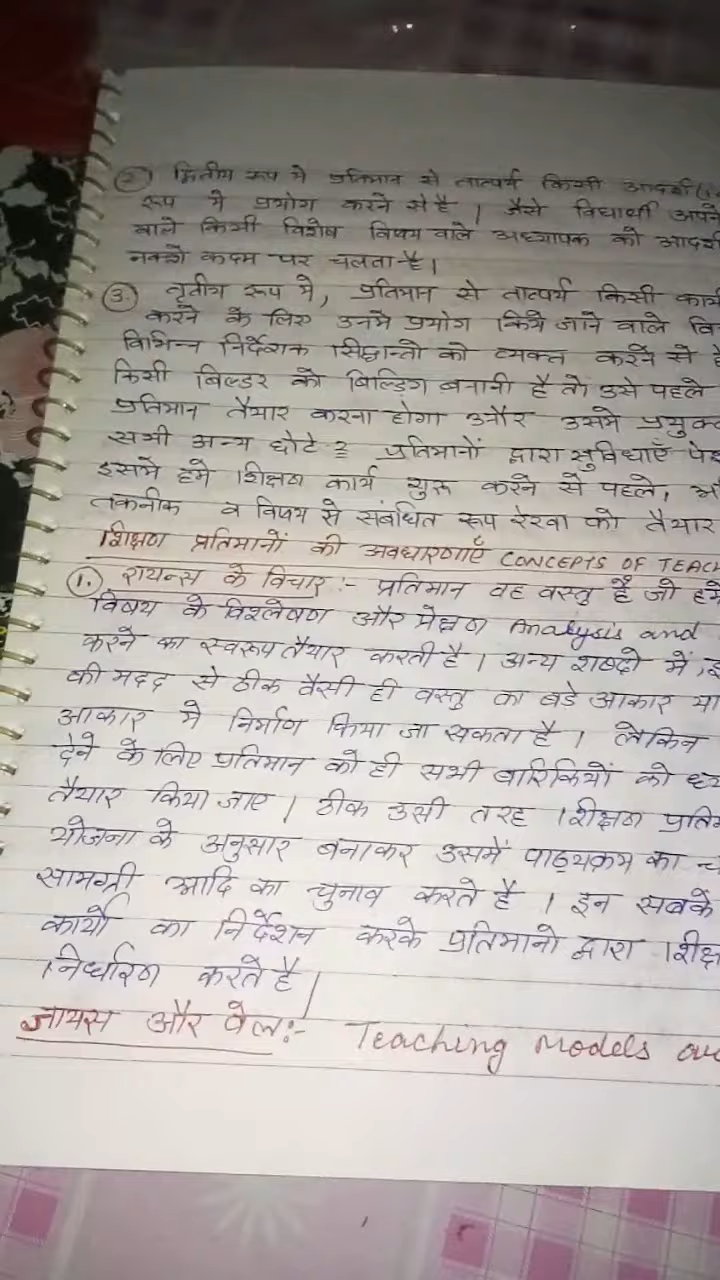 ② द्वितीय रूप मे प्रतिमान से तात्पर्य किसी आदर्श
रूप मे प्रयोग करने से है । जैसे विद्यार्थी अपने
वाले किसी विशेष विषय वाले अध्यापक को आदर्श
नक्शे कदम पर चलता है ।
③. तृतीय रूप मे, प्रतिमान से तात्पर्य किसी कार्य
करने के लिए उनमे प्रयोग किये जाने वाले
विभिन्न निर्देशक सिद्धान्तो को व्यक्त करने से
किसी बिल्डर को बिल्डिंग बनानी है तो उसे पहले
प्रतिमान तैयार करना होगा और उसमे
सभी अन्य छोटे २ प्रतिमानों द्वारा सुविधाएँ
इसमे हमे शिक्षण कार्य शुरू करने से पहले,
तकनीक व विषय से संबंधित रूप रेखा को तैयार
शिक्षण प्रतिमानों की अवधारणाएँ CONCEPTS OF TEACH
①. रायन्स के विचार :- प्रतिमान वह वस्तु है जो हमे
विषय के विश्लेषण और प्रेक्षण Analysis and
करने का स्वरूप तैयार करती है । अन्य शब्दो में,
की मदद से ठीक वैसी ही वस्तु का बडे आकार या
आकार मे निर्माण किया जा सकता है । लेकिन
देने के लिए प्रतिमान को ही सभी बारिकियों को
तैयार किया जाए । ठीक उसी तरह शिक्षण
योजना के अनुसार बनाकर उसमें पाठ्यक्रम का
सामग्री आदि का चुनाव करते है । इन सबके
कार्यो का निर्देशन करके प्रतिमानो द्वारा
निर्धारण करते है ।
जायस और वेल :- Teaching Models